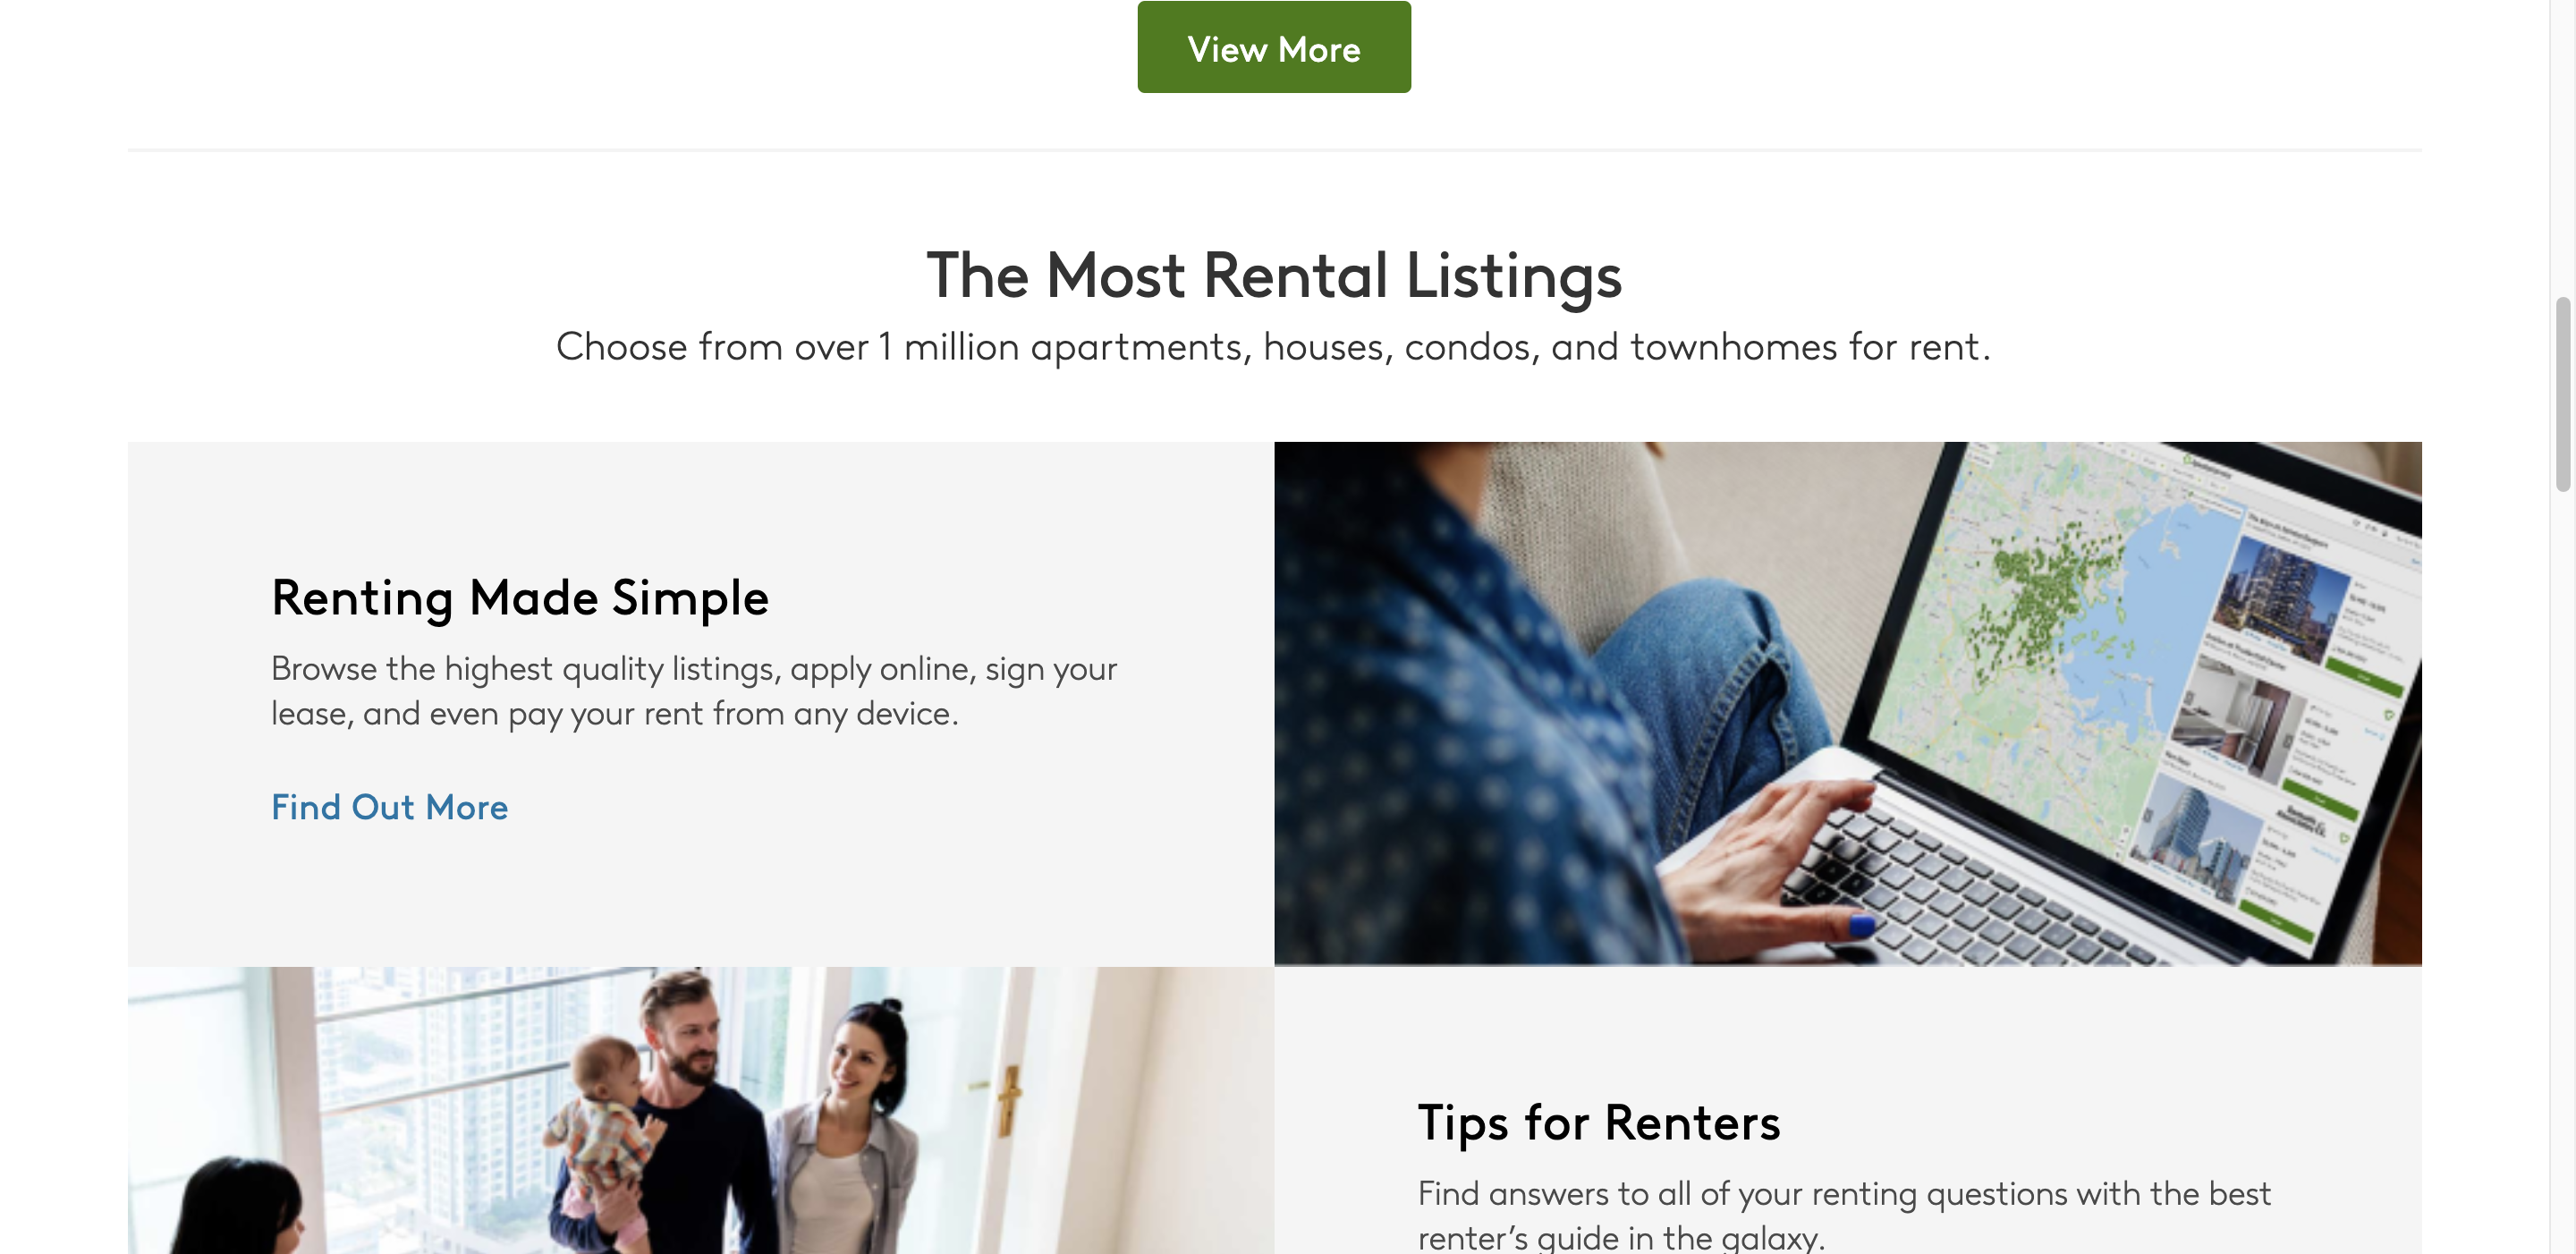 View More
The Most Rental Listings
Choose from over 1 million apartments, houses, condos, and townhomes for rent.
Renting Made Simple
Browse the highest quality listings, apply online, sign your
lease, and even pay your rent from any device.
Find Out More
Tips for Renters
Find answers to all of your renting questions with the best
renter’s guide in the galaxy.